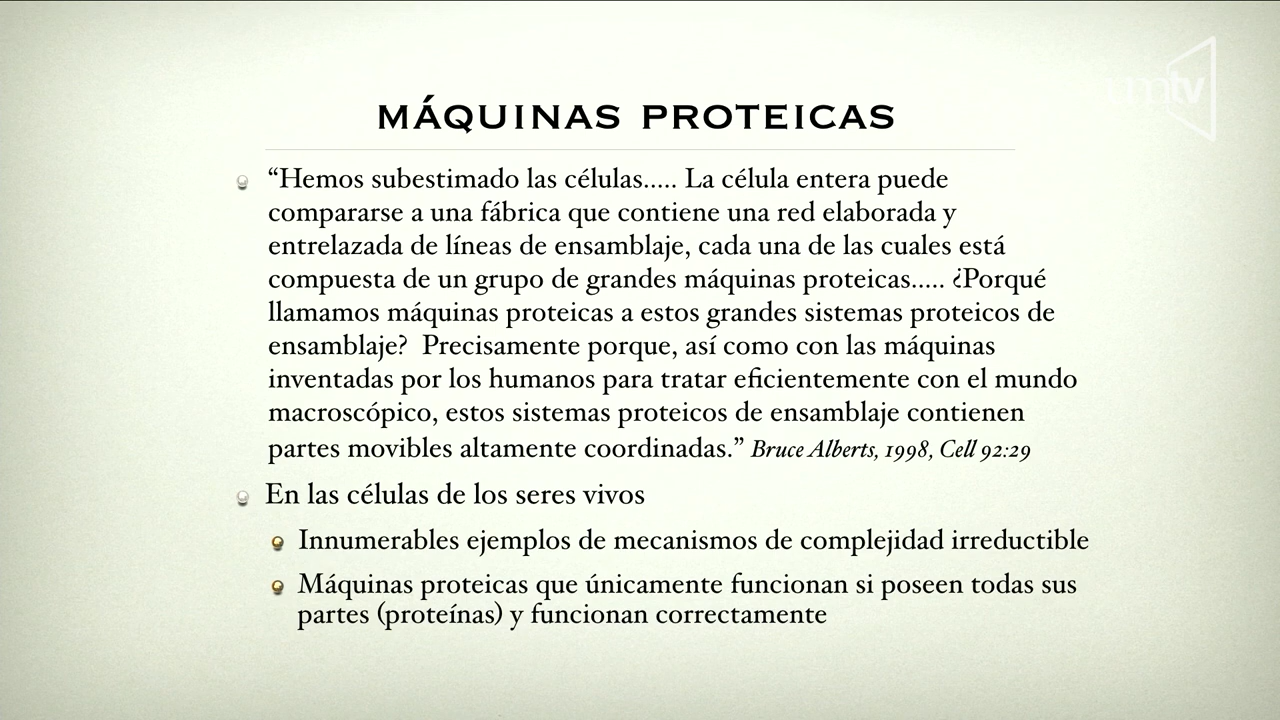 MÁQUINAS PROTEICAS
“Hemos subestimado las células..... La célula entera puede
compararse a una fábrica que contiene una red elaborada y
entrelazada de líneas de ensamblaje, cada una de las cuales está
compuesta de un grupo de grandes máquinas proteicas..... ¿Porqué
llamamos máquinas proteicas a estos grandes sistemas proteicos de
ensamblaje?  Precisamente porque, así como con las máquinas
inventadas por los humanos para tratar eficientemente con el mundo
macroscópico, estos sistemas proteicos de ensamblaje contienen
partes movibles altamente coordinadas.” Bruce Alberts, 1998, Cell 92:29
En las células de los seres vivos
Innumerables ejemplos de mecanismos de complejidad irreductible
Máquinas proteicas que únicamente funcionan si poseen todas sus
partes (proteínas) y funcionan correctamente